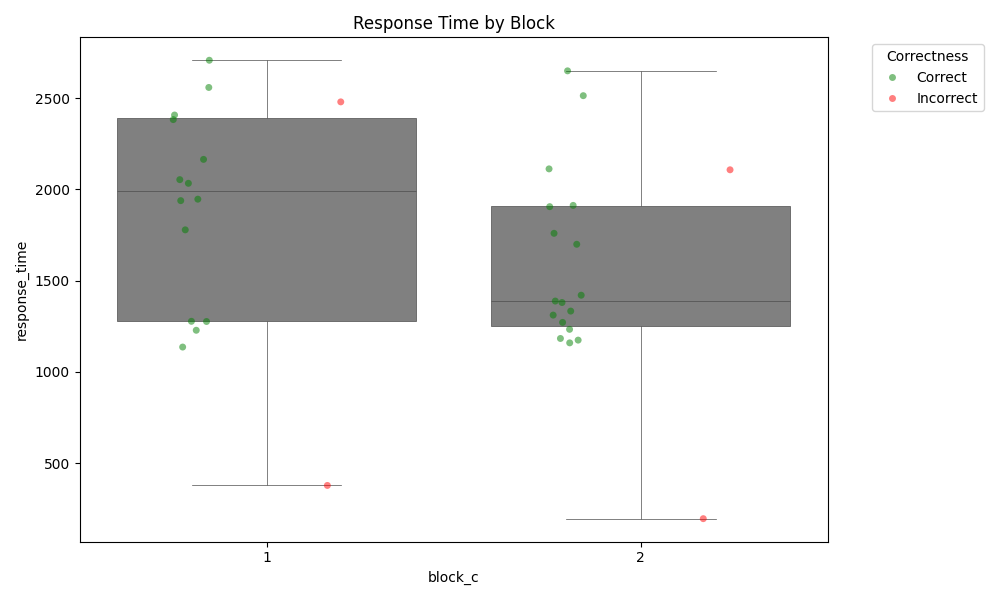 Response Time by Block
Correctness
Correct
Incorrect
response_time
2500
2000
1500
1000
500
1
2
block_c